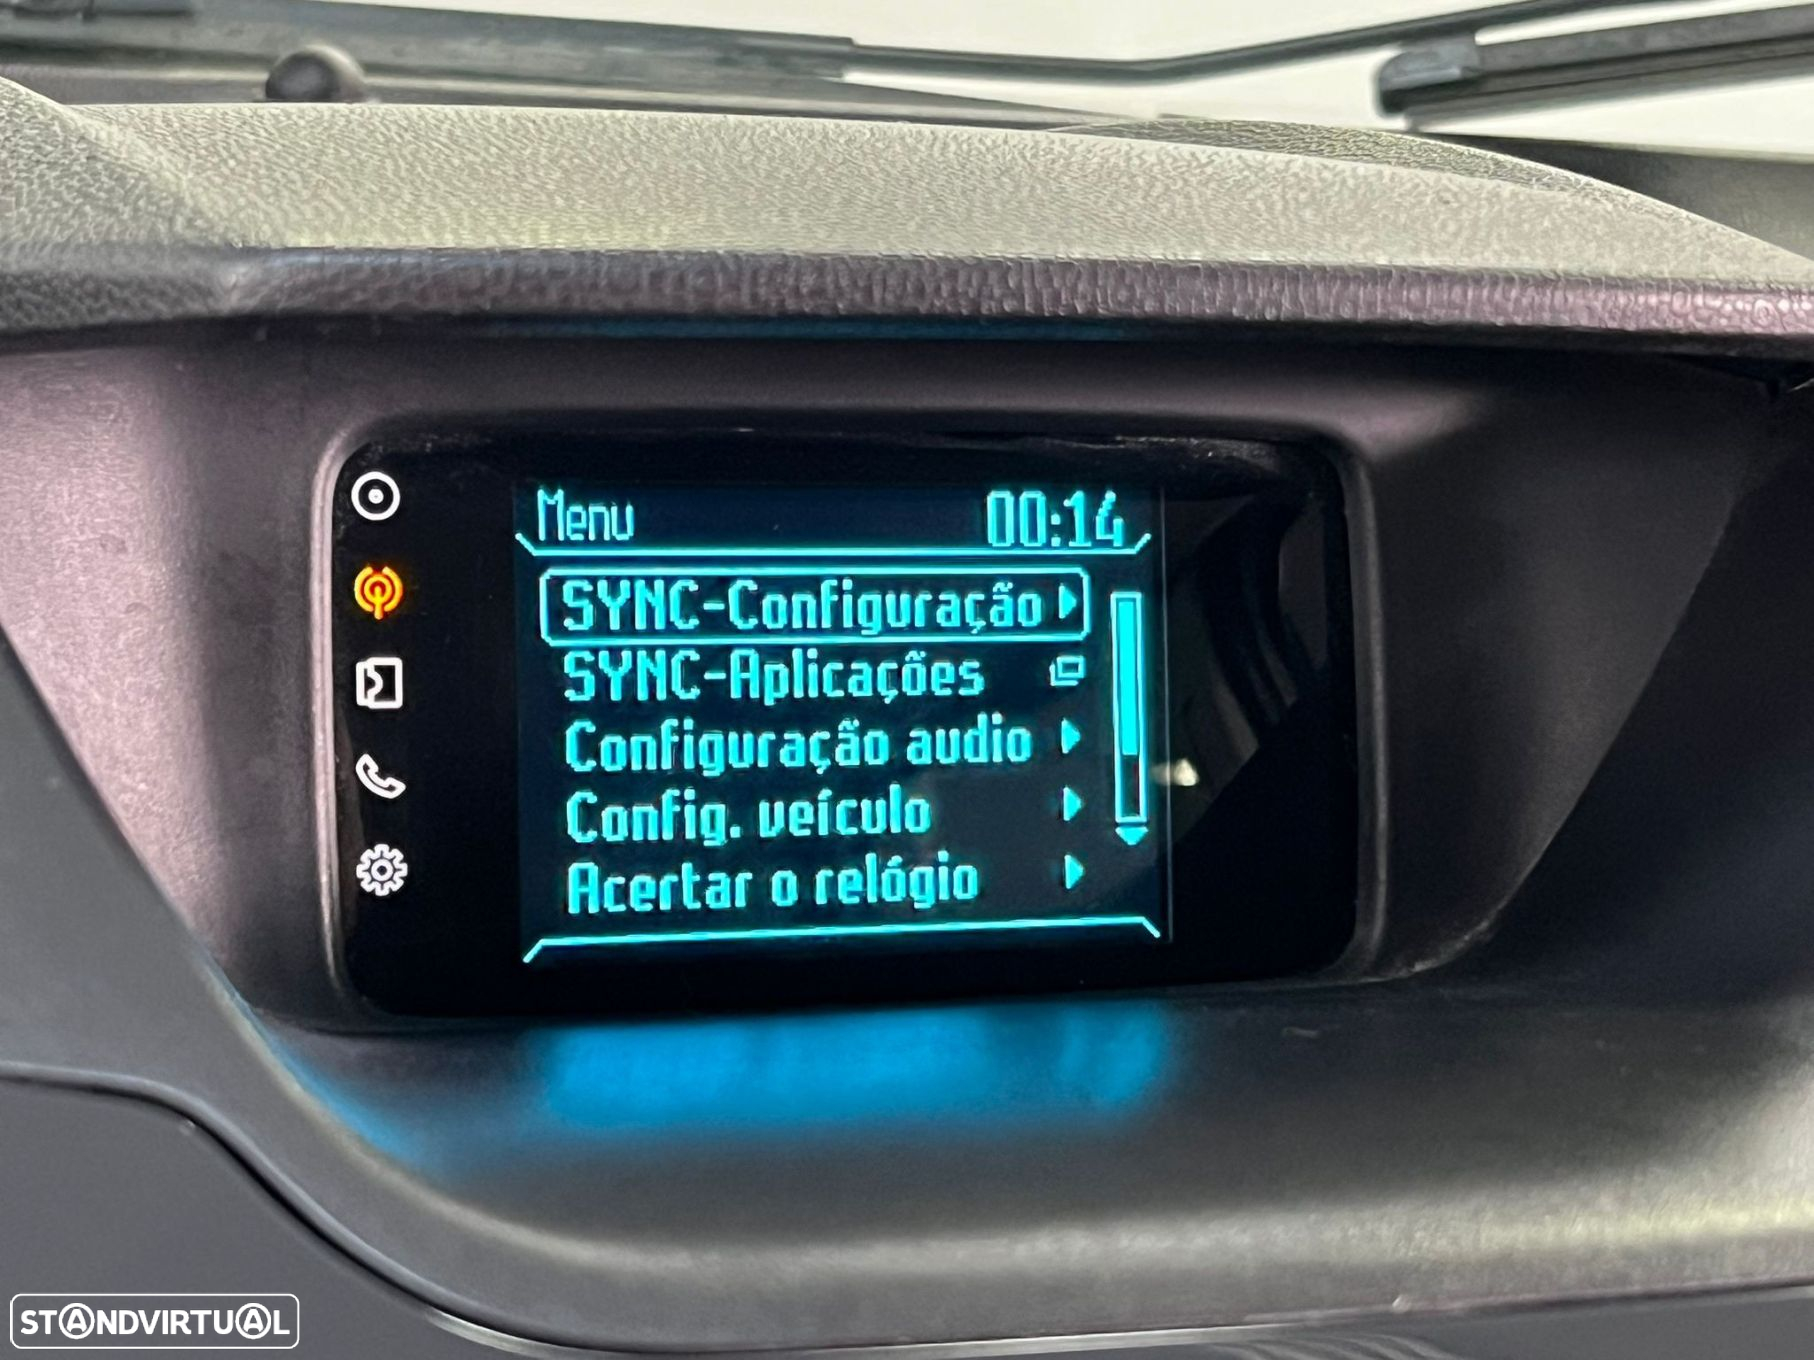 Menu 00:14
SYNC-Configuração
SYNC-Aplicações
Configuração audio
Config. veículo
Acertar o relógio
STANDVIRTUAL